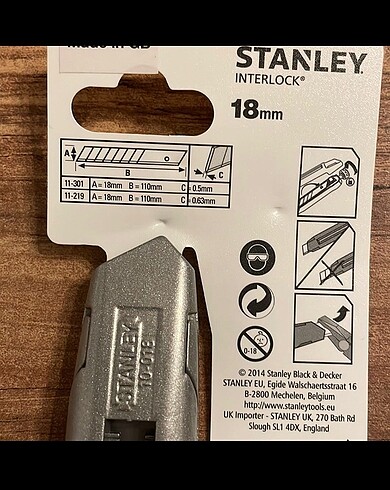 Made in GB
STANLEY.
INTERLOCK®
18mm
A
B
C
11-301 A = 18mm B = 110mm C = 0.5mm
11-219 A = 18mm B = 110mm C = 0.63mm
STANLEY
10-018
0-18
© 2014 Stanley Black & Decker
STANLEY EU, Egide Walschaertsstraat 16
B-2800 Mechelen, Belgium
http://www.stanleytools.eu
UK Importer - STANLEY UK, 270 Bath Rd
Slough SL1 4DX, England